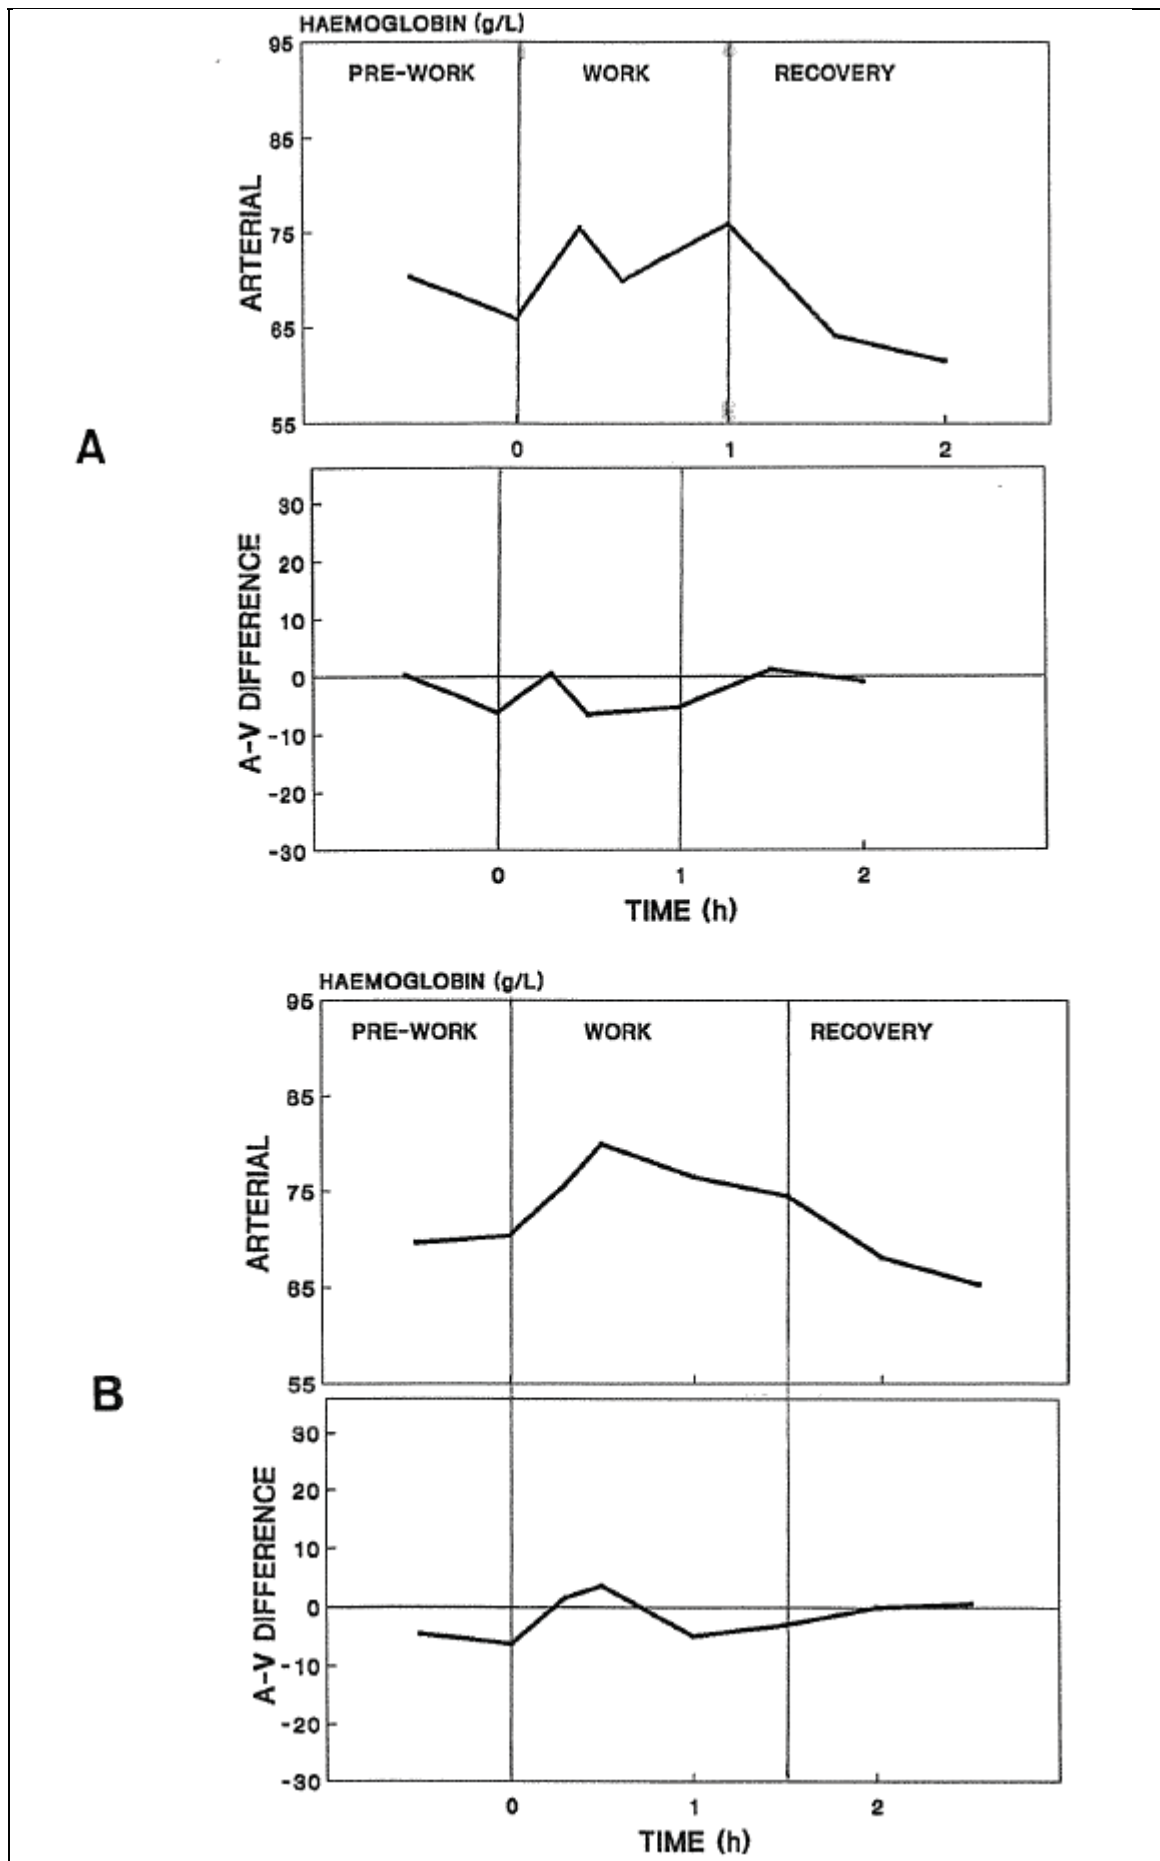 HAEMOGLOBIN (g/L)
95
PRE-WORK WORK RECOVERY
85
75
65
55
ARTERIAL
0 1 2
A
30
20
10
0
-10
-20
-30
A-V DIFFERENCE
0 1 2
TIME (h)
HAEMOGLOBIN (g/L)
95
PRE-WORK WORK RECOVERY
85
75
65
55
ARTERIAL
B
30
20
10
0
-10
-20
-30
A-V DIFFERENCE
0 1 2
TIME (h)